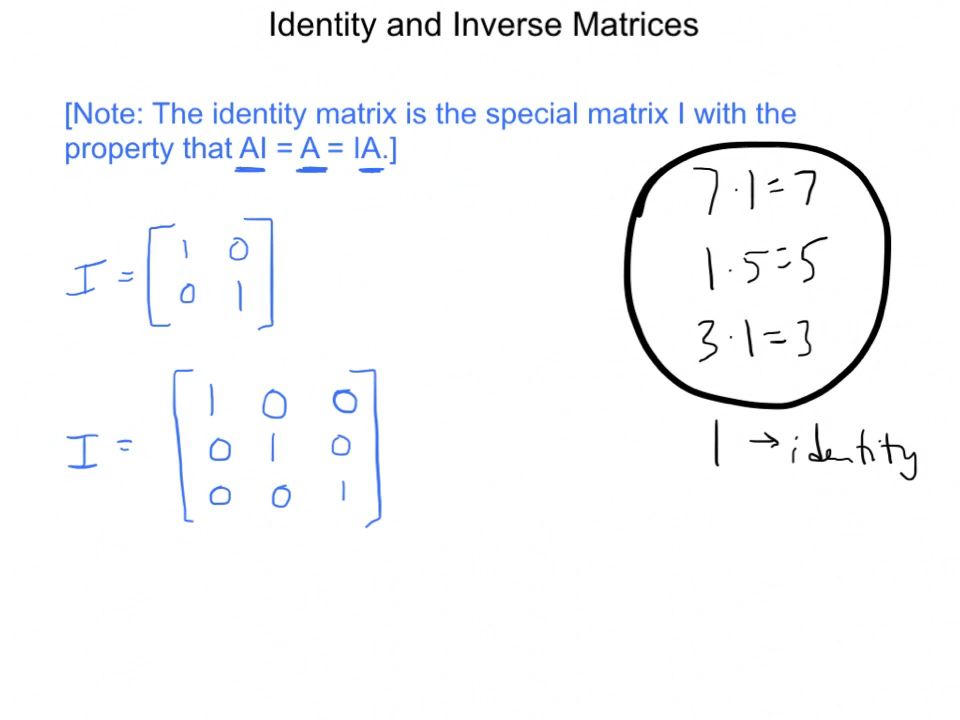 Identity and Inverse Matrices
[Note: The identity matrix is the special matrix I with the
property that AI = A = IA.]
I = [1 0
0 1]
I = [1 0 0
0 1 0
0 0 1]
7·1=7
1·5=5
3·1=3
1 → identity